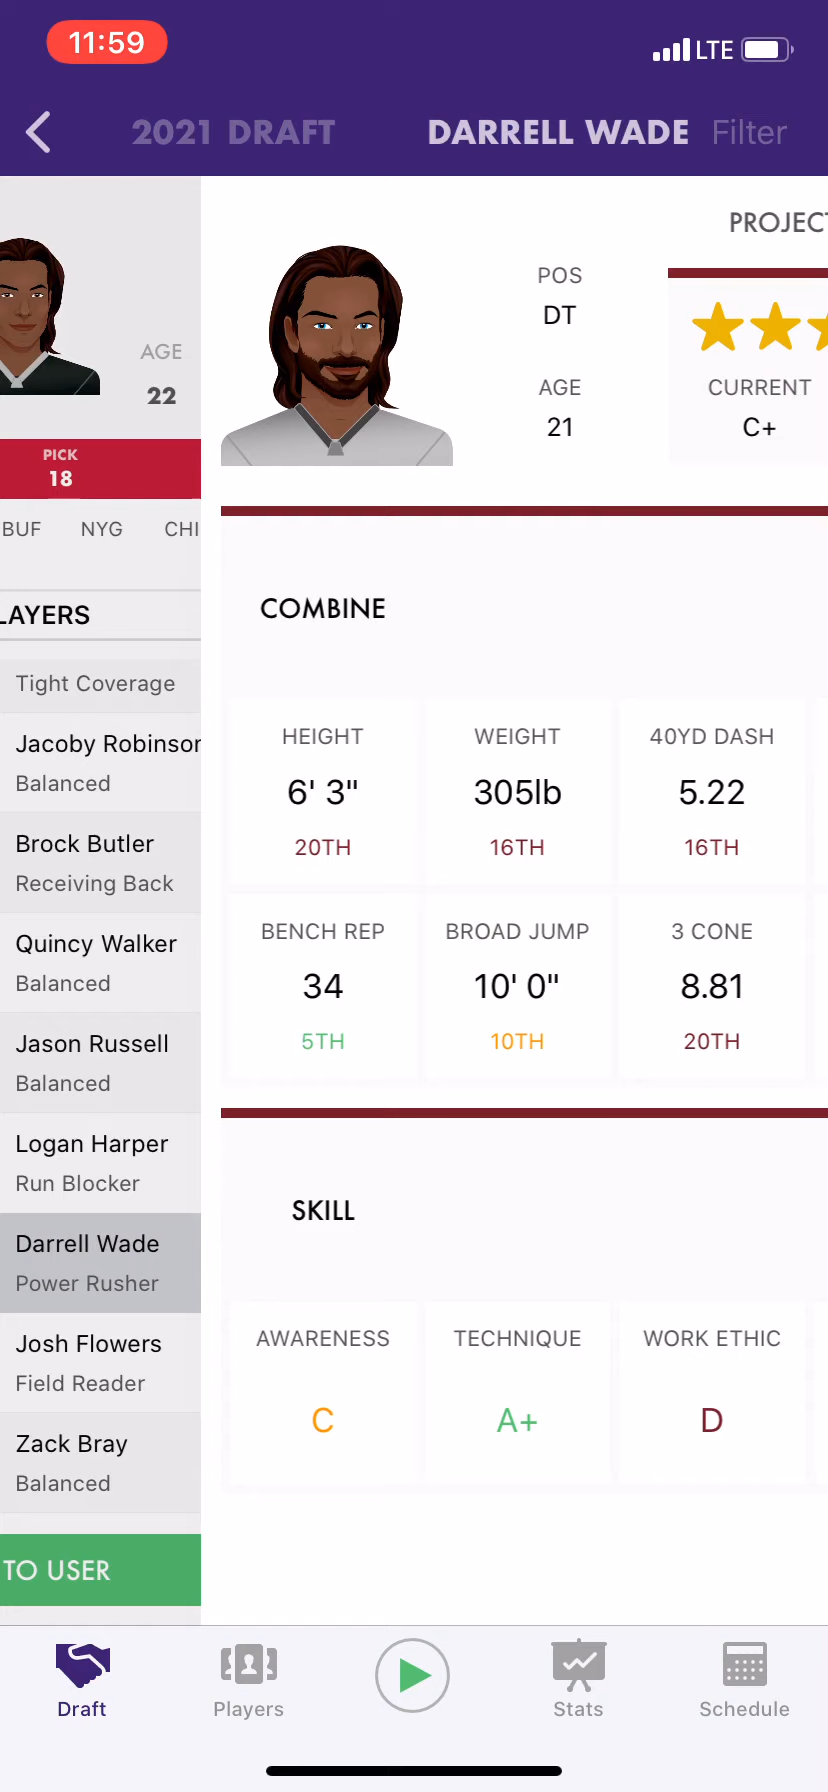 11:59
LTE
2021 DRAFT DARRELL WADE Filter
AGE
22
PICK
18
BUF NYG CHI
LAYERS
Tight Coverage
Jacoby Robinson
Balanced
Brock Butler
Receiving Back
Quincy Walker
Balanced
Jason Russell
Balanced
Logan Harper
Run Blocker
Darrell Wade
Power Rusher
Josh Flowers
Field Reader
Zack Bray
Balanced
TO USER
POS
DT
AGE
21
PROJECT
CURRENT
C+
COMBINE
HEIGHT WEIGHT 40YD DASH
6' 3" 305lb 5.22
20TH 16TH 16TH
BENCH REP BROAD JUMP 3 CONE
34 10' 0" 8.81
5TH 10TH 20TH
SKILL
AWARENESS TECHNIQUE WORK ETHIC
C A+ D
Draft Players Stats Schedule